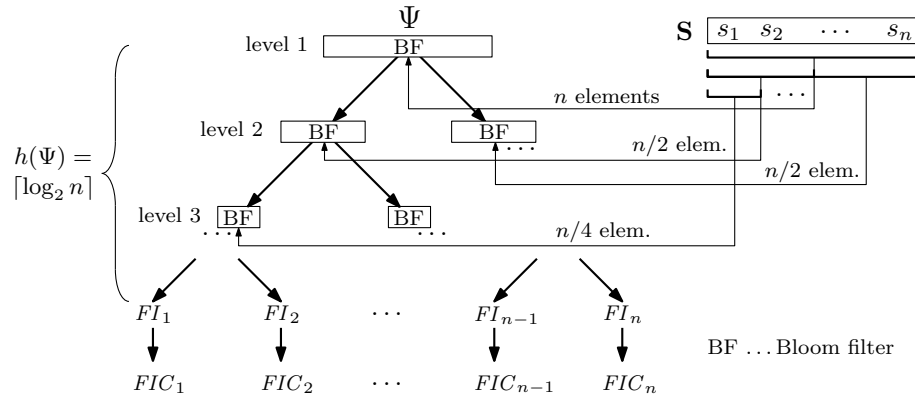 Ψ
level 1 BF
S s₁ s₂ ⋯ sₙ
n elements
⋯
level 2 BF BF
⋯
n/2 elem.
n/2 elem.
h(Ψ) =
⌈log₂ n⌉
level 3 BF BF
⋯ ⋯
n/4 elem.
FI₁ FI₂ ⋯ FIₙ₋₁ FIₙ
BF … Bloom filter
FIC₁ FIC₂ ⋯ FICₙ₋₁ FICₙ